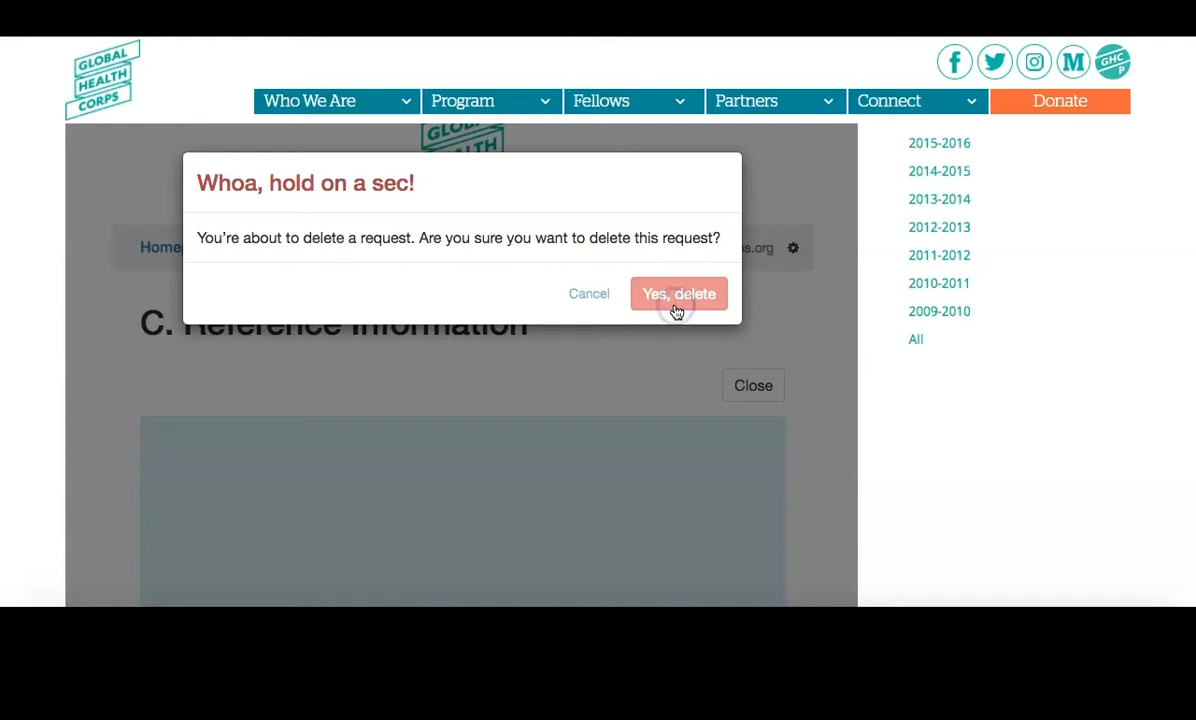 GLOBAL
HEALTH
CORPS
GHC
P
Who We Are
Program
Fellows
Partners
Connect
Donate
2015-2016
2014-2015
2013-2014
2012-2013
2011-2012
2010-2011
2009-2010
All
Whoa, hold on a sec!
You’re about to delete a request. Are you sure you want to delete this request?
Cancel
Yes, delete
Home
s.org
C. Reference Information
Close